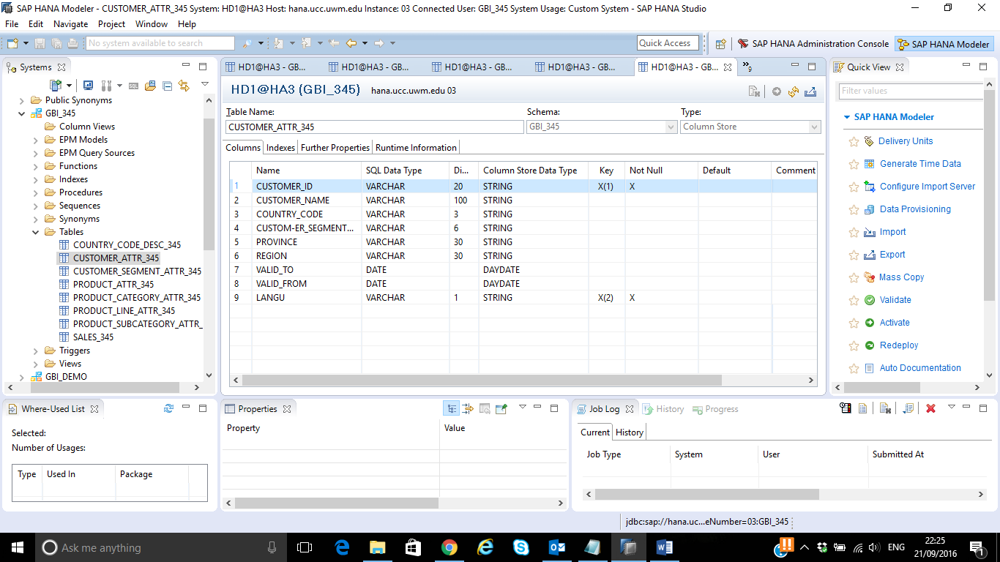 SAP HANA Modeler - CUSTOMER_ATTR_345 System: HD1@HA3 Host: hana.ucc.uwm.edu Instance: 03 Connected User: GBI_345 System Usage: Custom System - SAP HANA Studio
File Edit Navigate Project Window Help
No system available to search
Quick Access
SAP HANA Administration Console
SAP HANA Modeler
Systems
Public Synonyms
GBI_345
Column Views
EPM Models
EPM Query Sources
Functions
Indexes
Procedures
Sequences
Synonyms
Tables
COUNTRY_CODE_DESC_345
CUSTOMER_ATTR_345
CUSTOMER_SEGMENT_ATTR_345
PRODUCT_ATTR_345
PRODUCT_CATEGORY_ATTR_345
PRODUCT_LINE_ATTR_345
PRODUCT_SUBCATEGORY_ATTR_
SALES_345
Triggers
Views
GBI_DEMO
HD1@HA3 - GB... HD1@HA3 - GB... HD1@HA3 - GB... HD1@HA3 - GB... HD1@HA3 - GB... »9
HD1@HA3 (GBI_345) hana.ucc.uwm.edu 03
Table Name: Schema: Type:
CUSTOMER_ATTR_345 GBI_345 Column Store
Columns Indexes Further Properties Runtime Information
Name SQL Data Type Di... Column Store Data Type Key Not Null Default Comment
1 CUSTOMER_ID VARCHAR 20 STRING X(1) X
2 CUSTOMER_NAME VARCHAR 100 STRING
3 COUNTRY_CODE VARCHAR 3 STRING
4 CUSTOM-ER_SEGMENT... VARCHAR 6 STRING
5 PROVINCE VARCHAR 30 STRING
6 REGION VARCHAR 30 STRING
7 VALID_TO DATE DAYDATE
8 VALID_FROM DATE DAYDATE
9 LANGU VARCHAR 1 STRING X(2) X
Quick View
Filter values
SAP HANA Modeler
Delivery Units
Generate Time Data
Configure Import Server
Data Provisioning
Import
Export
Mass Copy
Validate
Activate
Redeploy
Auto Documentation
Where-Used List
Selected:
Number of Usages:
Type Used In Package
Properties
Property Value
Job Log History Progress
Current History
Job Type System User Submitted At
jdbc:sap://hana.uc...eNumber=03:GBI_345
Ask me anything
ENG
22:25
21/09/2016
1